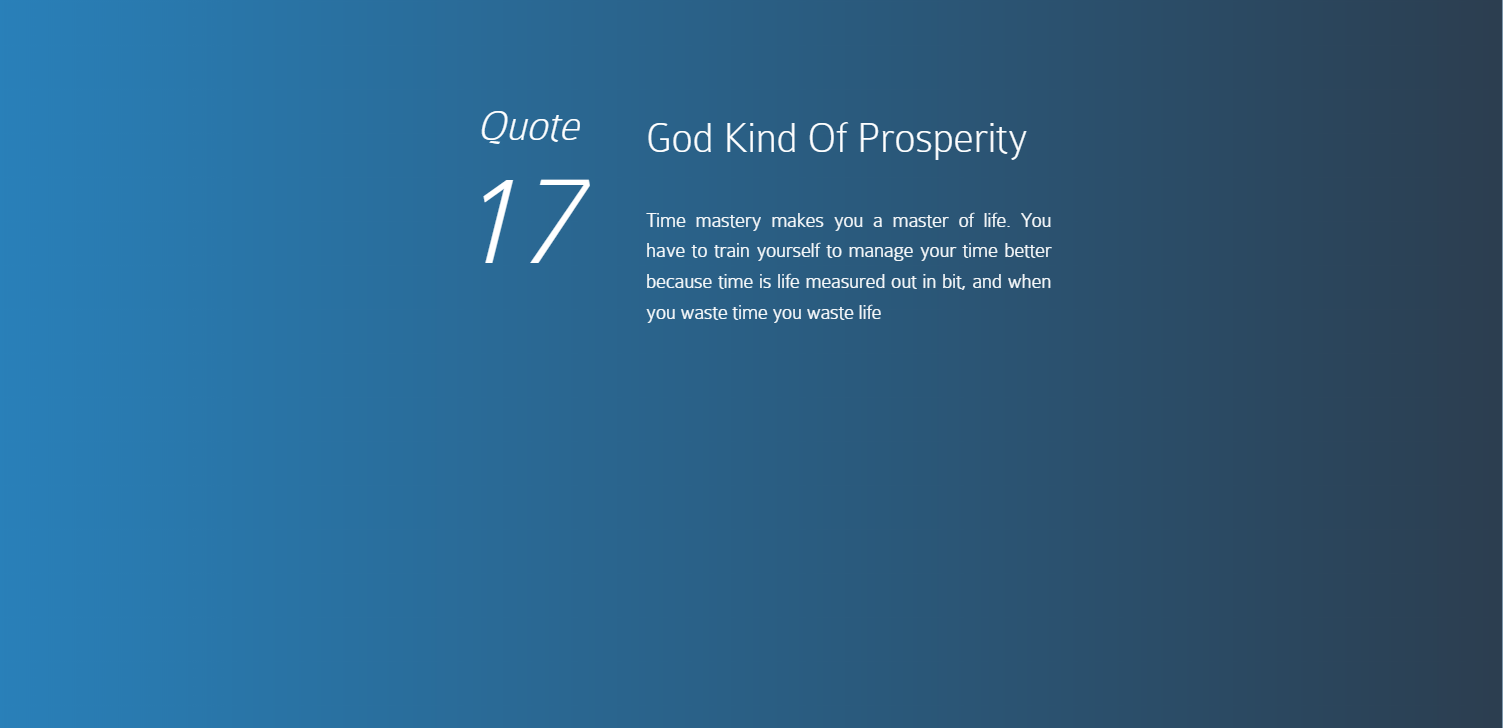 Quote
17
God Kind Of Prosperity
Time mastery makes you a master of life. You
have to train yourself to manage your time better
because time is life measured out in bit, and when
you waste time you waste life